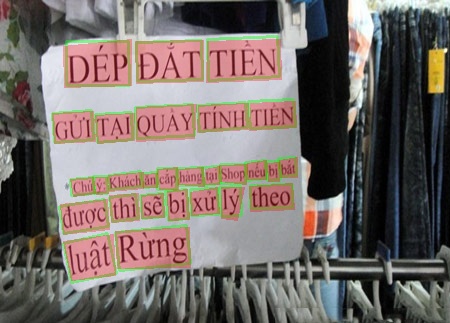 DÉP ĐẮT TIỀN
GỬI TẠI QUẦY TÍNH TIỀN
* Chú ý: Khách ăn cắp hàng tại Shop nếu bị bắt
được thì sẽ bị xử lý theo
luật Rừng